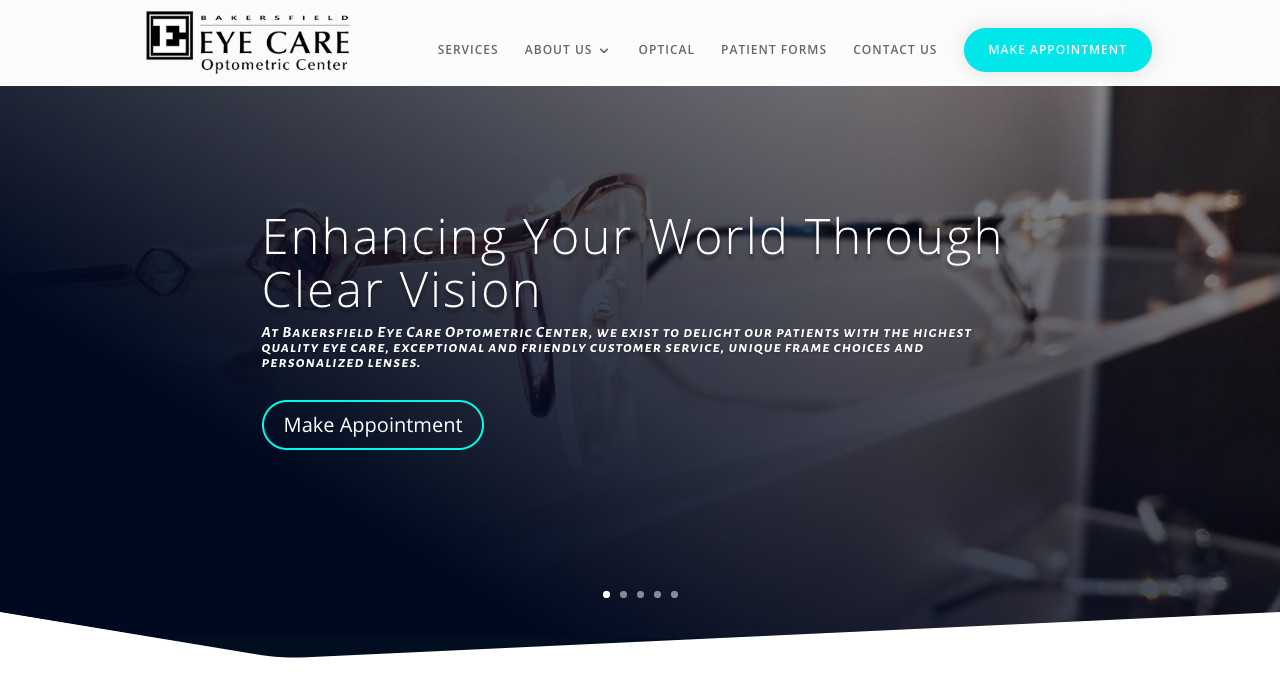 BAKERSFIELD
EYE CARE
Optometric Center
SERVICES
ABOUT US
OPTICAL
PATIENT FORMS
CONTACT US
MAKE APPOINTMENT
Enhancing Your World Through
Clear Vision
At Bakersfield Eye Care Optometric Center, we exist to delight our patients with the highest
quality eye care, exceptional and friendly customer service, unique frame choices and
personalized lenses.
Make Appointment